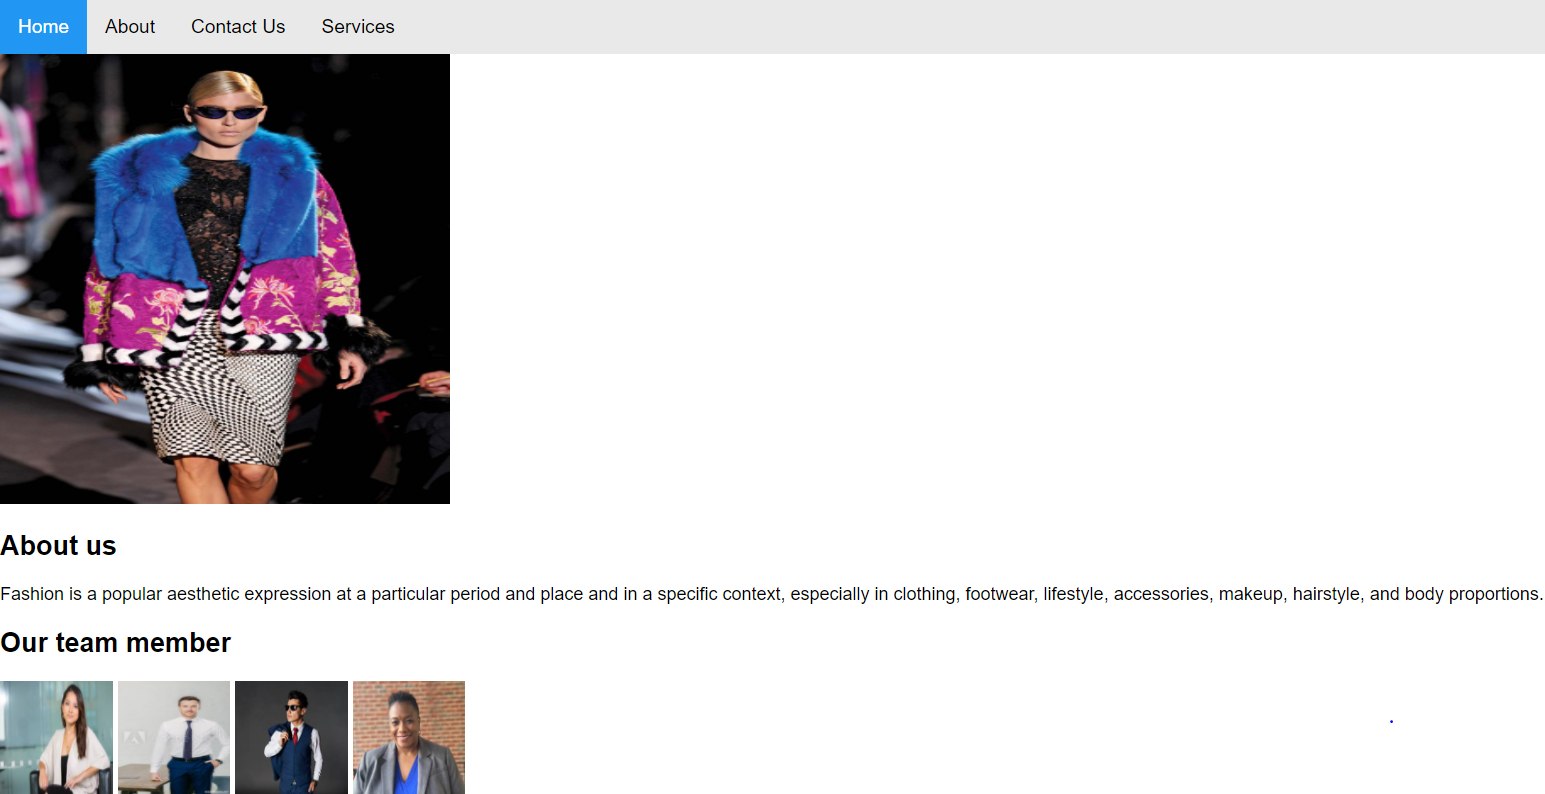 Home About Contact Us Services
About us
Fashion is a popular aesthetic expression at a particular period and place and in a specific context, especially in clothing, footwear, lifestyle, accessories, makeup, hairstyle, and body proportions.
Our team member